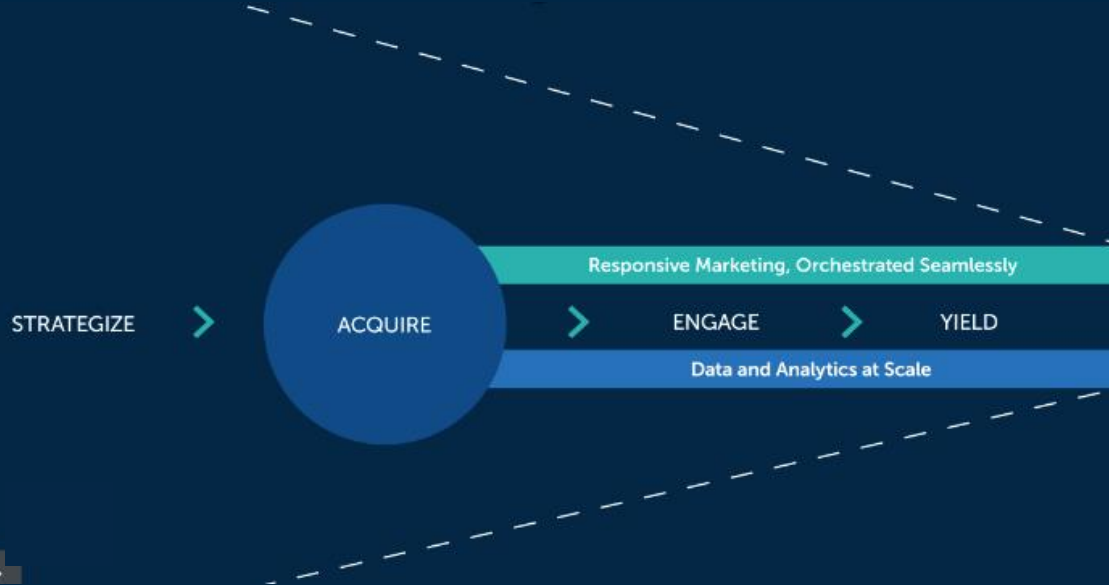 Responsive Marketing, Orchestrated Seamlessly
STRATEGIZE > ACQUIRE > ENGAGE > YIELD
Data and Analytics at Scale